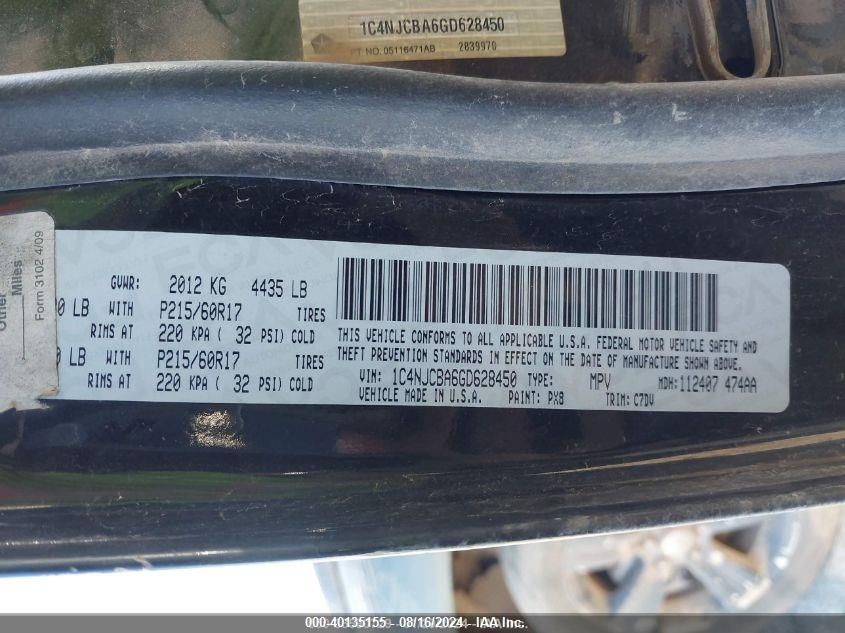 1C4NJCBA6GD628450
PT NO. 05116471AB 2839970
Other
Miles
Form 3102 4/09
GVWR: 2012 KG 4435 LB
0 LB WITH P215/60R17 TIRES
RIMS AT 220 KPA ( 32 PSI) COLD
0 LB WITH P215/60R17 TIRES
RIMS AT 220 KPA ( 32 PSI) COLD
THIS VEHICLE CONFORMS TO ALL APPLICABLE U.S.A. FEDERAL MOTOR VEHICLE SAFETY AND
THEFT PREVENTION STANDARDS IN EFFECT ON THE DATE OF MANUFACTURE SHOWN ABOVE.
VIN: 1C4NJCBA6GD628450 TYPE: MPV MDH:112407 474AA
VEHICLE MADE IN U.S.A. PAINT: PX8 TRIM: C7DV
000-40135155 - 08/16/2024, IAA Inc.